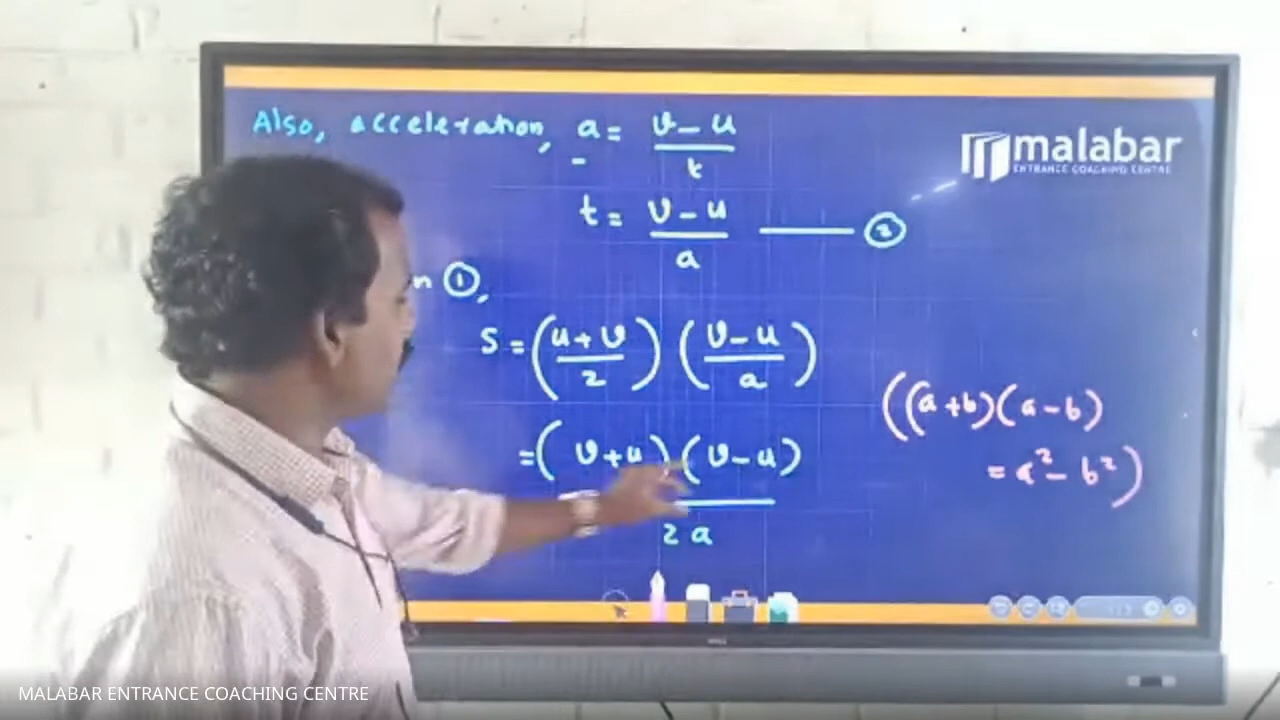 Also, acceleration, a = v - u / t
malabar
ENTRANCE COACHING CENTRE
t = v - u / a ——— ②
n ①,
s = (u + v / 2) (v - u / a)
= (v + u) (v - u) / 2a
((a + b)(a - b)
= a² - b²)
MALABAR ENTRANCE COACHING CENTRE